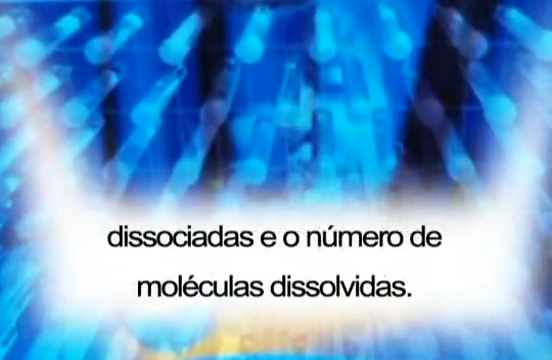 dissociadas e o número de
moléculas dissolvidas.